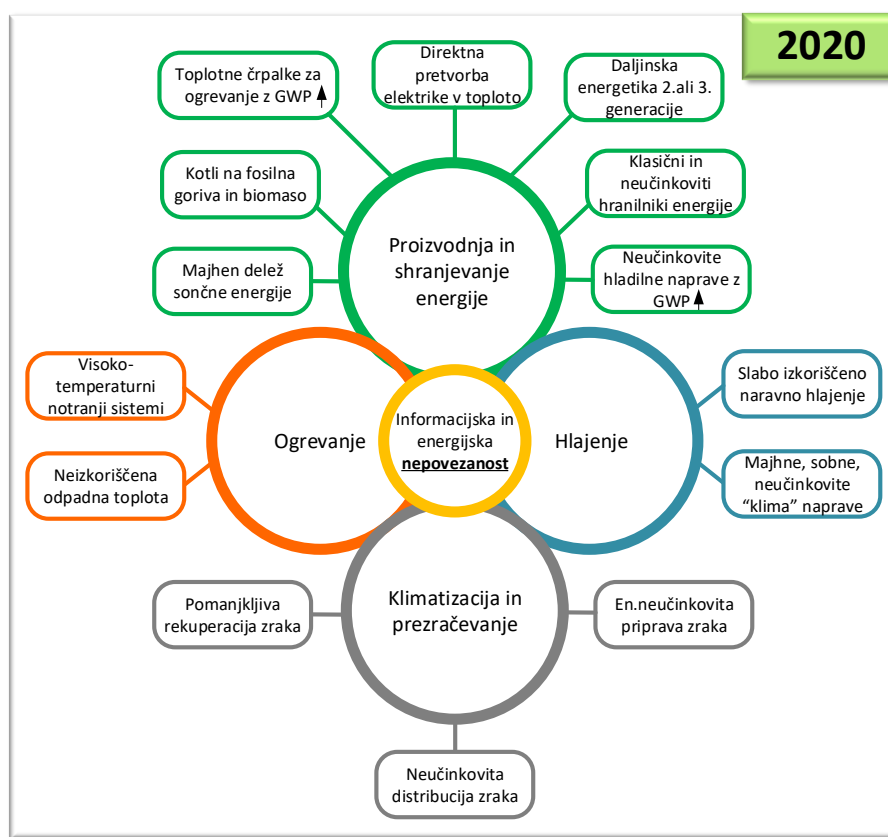 2020
Toplotne črpalke za
ogrevanje z GWP
Direktna
pretvorba
elektrike v toploto
Daljinska
energetika 2.ali 3.
generacije
Kotli na fosilna
goriva in biomaso
Klasični in
neučinkoviti
hranilniki energije
Majhen delež
sončne energije
Proizvodnja in
shranjevanje
energije
Neučinkovite
hladilne naprave z
GWP
Visoko-
temperaturni
notranji sistemi
Neizkoriščena
odpadna toplota
Ogrevanje
Informacijska in
energijska
nepovezanost
Hlajenje
Slabo izkoriščeno
naravno hlajenje
Majhne, sobne,
neučinkovite
“klima” naprave
Pomanjkljiva
rekuperacija zraka
Klimatizacija in
prezračevanje
En.neučinkovita
priprava zraka
Neučinkovita
distribucija zraka